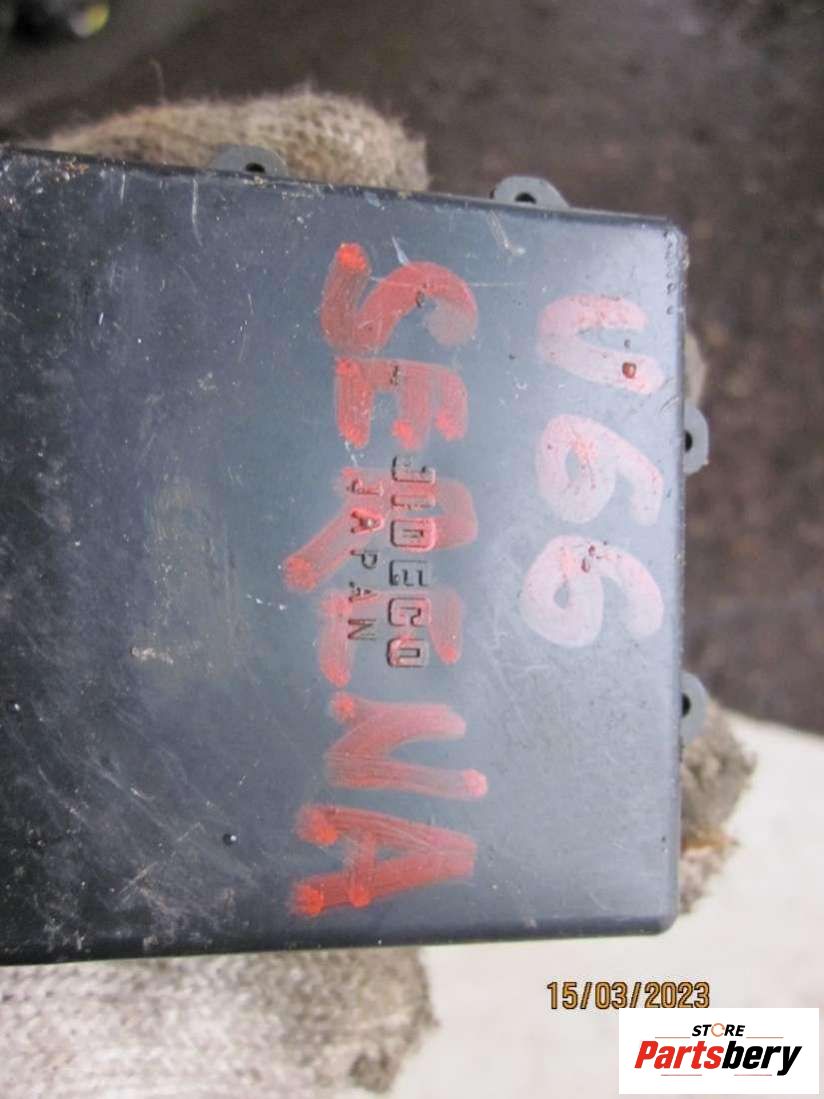 U66
SERENA
JIDECO
JAPAN
15/03/2023
STORE
Partsbery